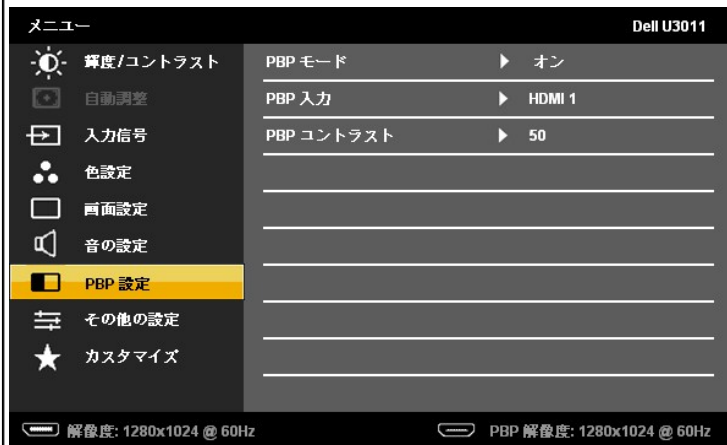 メニュー Dell U3011
輝度/コントラスト PBP モード オン
自動調整 PBP 入力 HDMI 1
入力信号 PBP コントラスト 50
色設定
画面設定
音の設定
PBP 設定
その他の設定
カスタマイズ
解像度: 1280x1024 @ 60Hz PBP 解像度: 1280x1024 @ 60Hz